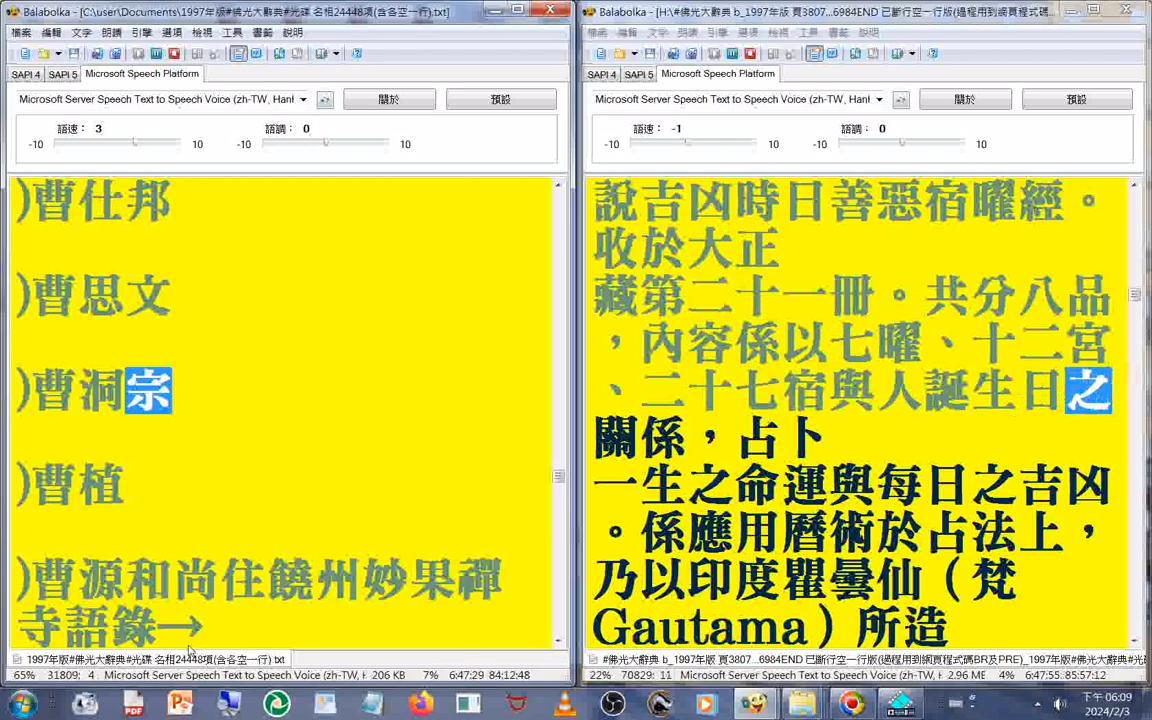 Balabolka - [C:\user\Documents\1997年版#佛光大辭典#光碟 名相24448項(含各空一行).txt]
檔案 編輯 文字 朗讀 引擎 選項 檢視 工具 書籤 說明
SAPI 4 SAPI 5 Microsoft Speech Platform
Microsoft Server Speech Text to Speech Voice (zh-TW, Han 關於 預設
語速： 3 語調： 0
-10 10 -10 10
)曹仕邦
)曹思文
)曹洞宗
)曹植
)曹源和尚住饒州妙果禪
寺語錄→
1997年版#佛光大辭典#光碟 名相24448項(含各空一行).txt
65% 31809; 4 Microsoft Server Speech Text to Speech Voice (zh-TW, H 206 KB 7% 6:47:29 84:12:48
Balabolka - [H:\#佛光大辭典 b_1997年版 頁3807...6984END 已斷行空一行版(過程用到網頁程式碼
檔案 編輯 文字 朗讀 引擎 選項 檢視 工具 書籤 說明
SAPI 4 SAPI 5 Microsoft Speech Platform
Microsoft Server Speech Text to Speech Voice (zh-TW, Han 關於 預設
語速： -1 語調： 0
-10 10 -10 10
說吉凶時日善惡宿曜經。
收於大正
藏第二十一冊。共分八品
，內容係以七曜、十二宮
、二十七宿與人誕生日之
關係，占卜
一生之命運與每日之吉凶
。係應用曆術於占法上，
乃以印度瞿曇仙（梵
Gautama）所造
#佛光大辭典 b_1997年版 頁3807...6984END 已斷行空一行版(過程用到網頁程式碼BR及PRE)_1997年版#佛光大辭典#光
22% 70829: 11 Microsoft Server Speech Text to Speech Voice (zh-TW, H 2.96 MB 4% 6:47:55 85:57:12
下午 06:09
2024/2/3